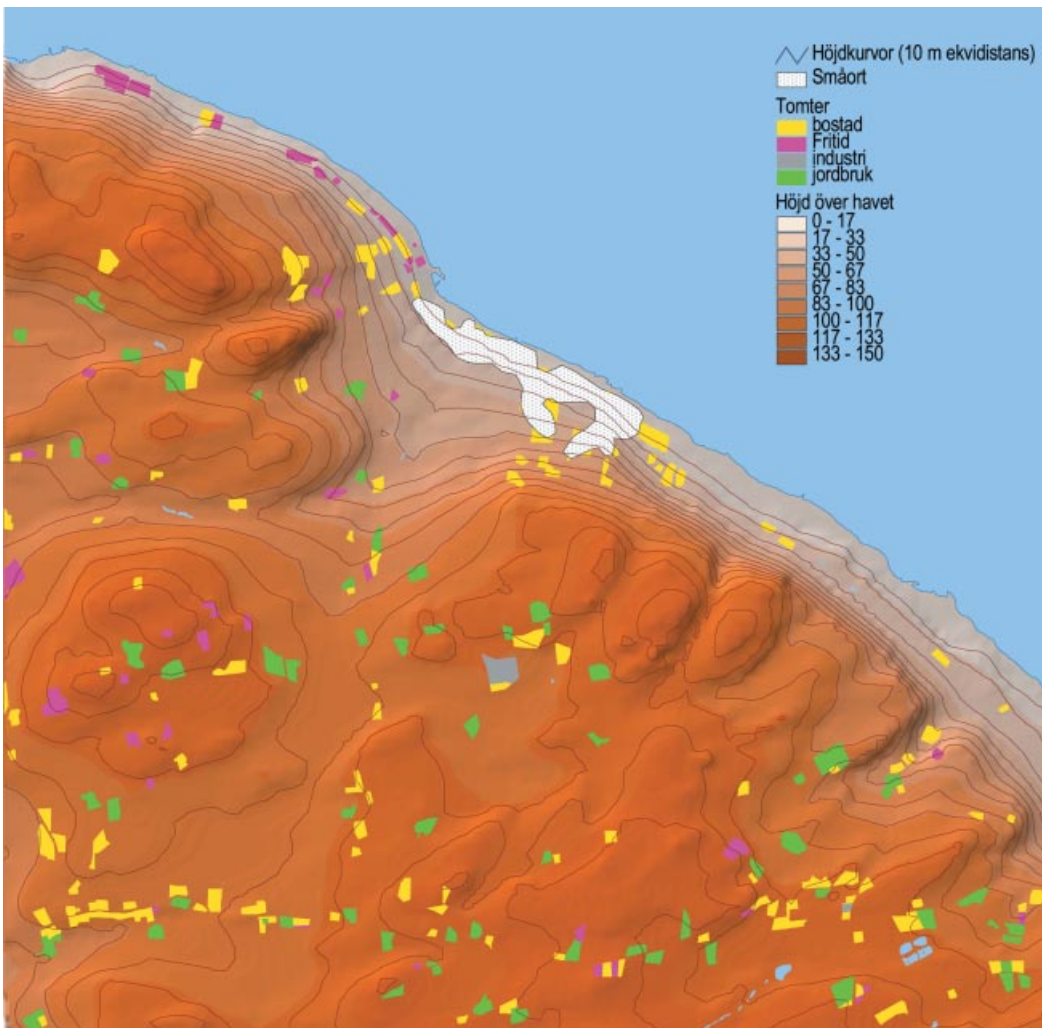 Höjdkurvor (10 m ekvidistans)
Småort
Tomter
bostad
Fritid
industri
jordbruk
Höjd över havet
0 - 17
17 - 33
33 - 50
50 - 67
67 - 83
83 - 100
100 - 117
117 - 133
133 - 150